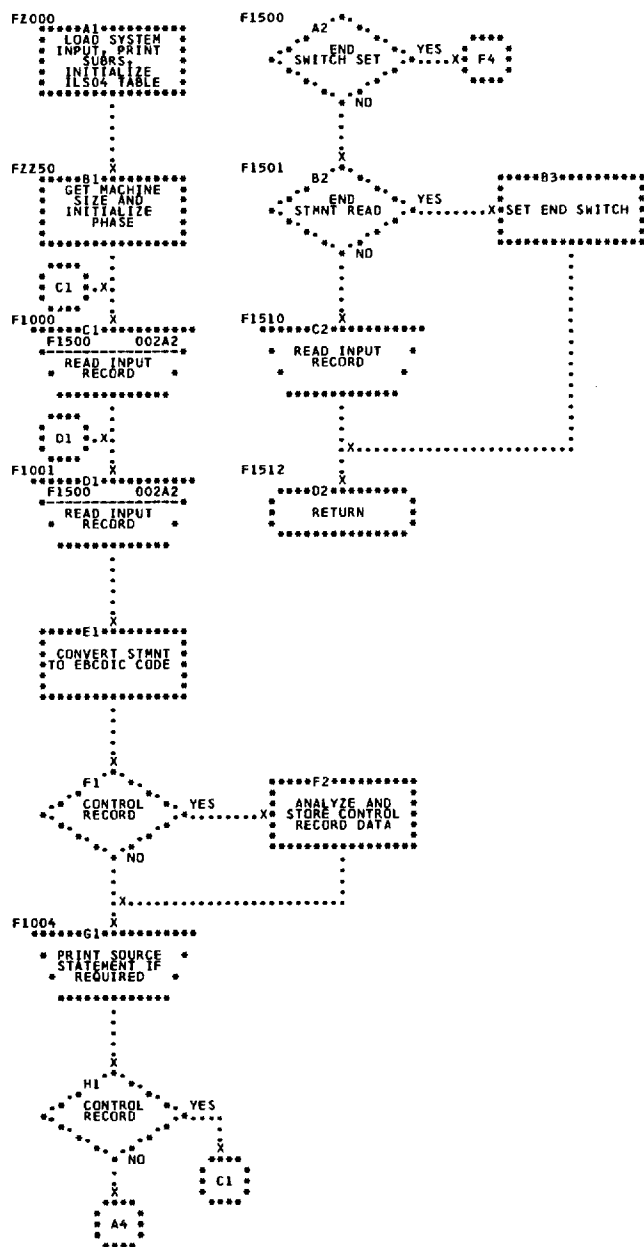 FZ000
A1
LOAD SYSTEM
INPUT, PRINT
SUBRS,
INITIALIZE
ILS04 TABLE
FZZ50
B1
GET MACHINE
SIZE AND
INITIALIZE
PHASE
C1
X
F1000
C1
F1500 002A2
READ INPUT
RECORD
D1
X
F1001
D1
F1500 002A2
READ INPUT
RECORD
E1
CONVERT STMNT
TO EBCDIC CODE
F1
CONTROL
RECORD
YES
NO
F2
ANALYZE AND
STORE CONTROL
RECORD DATA
F1004
G1
PRINT SOURCE
STATEMENT IF
REQUIRED
H1
CONTROL
RECORD
YES
NO
C1
A4
F1500
A2
END
SWITCH SET
YES
F4
NO
F1501
B2
END
STMNT READ
YES
NO
B3
SET END SWITCH
F1510
C2
READ INPUT
RECORD
F1512
D2
RETURN